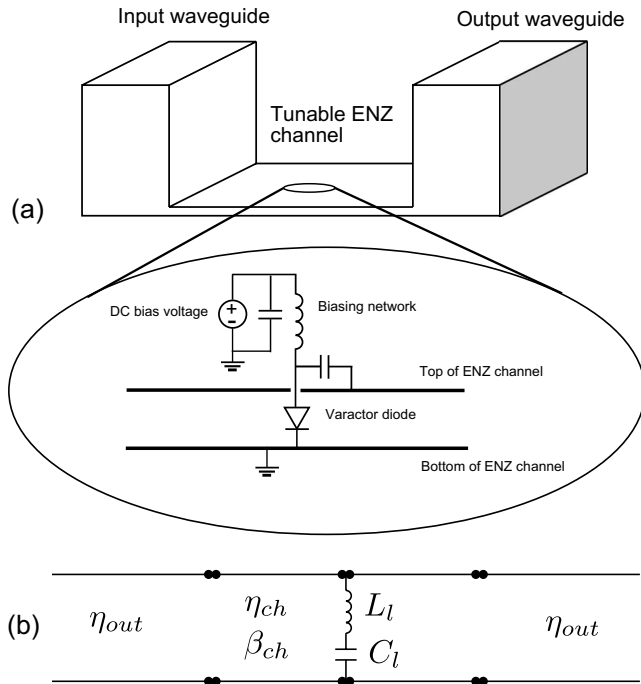 Input waveguide
Output waveguide
Tunable ENZ
channel
(a)
DC bias voltage
+
-
Biasing network
Top of ENZ channel
Varactor diode
Bottom of ENZ channel
(b)
η_out
η_ch
β_ch
L_l
C_l
η_out